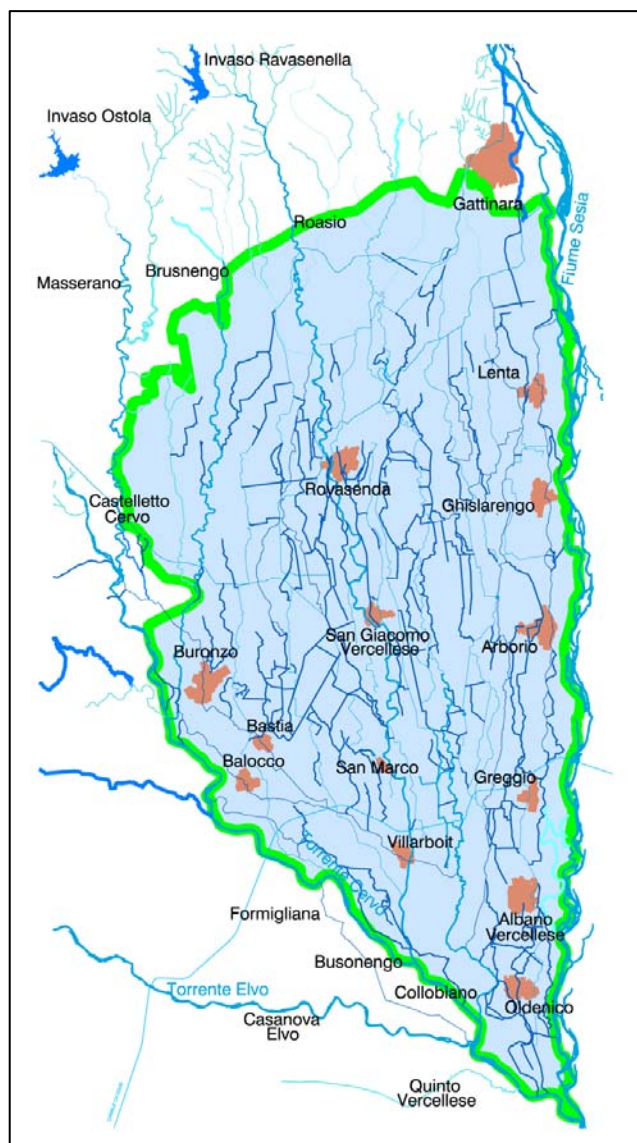 Invaso Ravasenella
Invaso Ostola
Gattinara
Roasio
Fiume Sesia
Brusnengo
Masserano
Lenta
Rovasenda
Ghislarengo
Castelletto
Cervo
San Giacomo
Vercellese
Arborio
Buronzo
Bastia
Balocco
San Marco
Greggio
Villarboit
Torrente Cervo
Formigliana
Albano
Vercellese
Busonengo
Collobiano
Oldenico
Torrente Elvo
Casanova
Elvo
Quinto
Vercellese